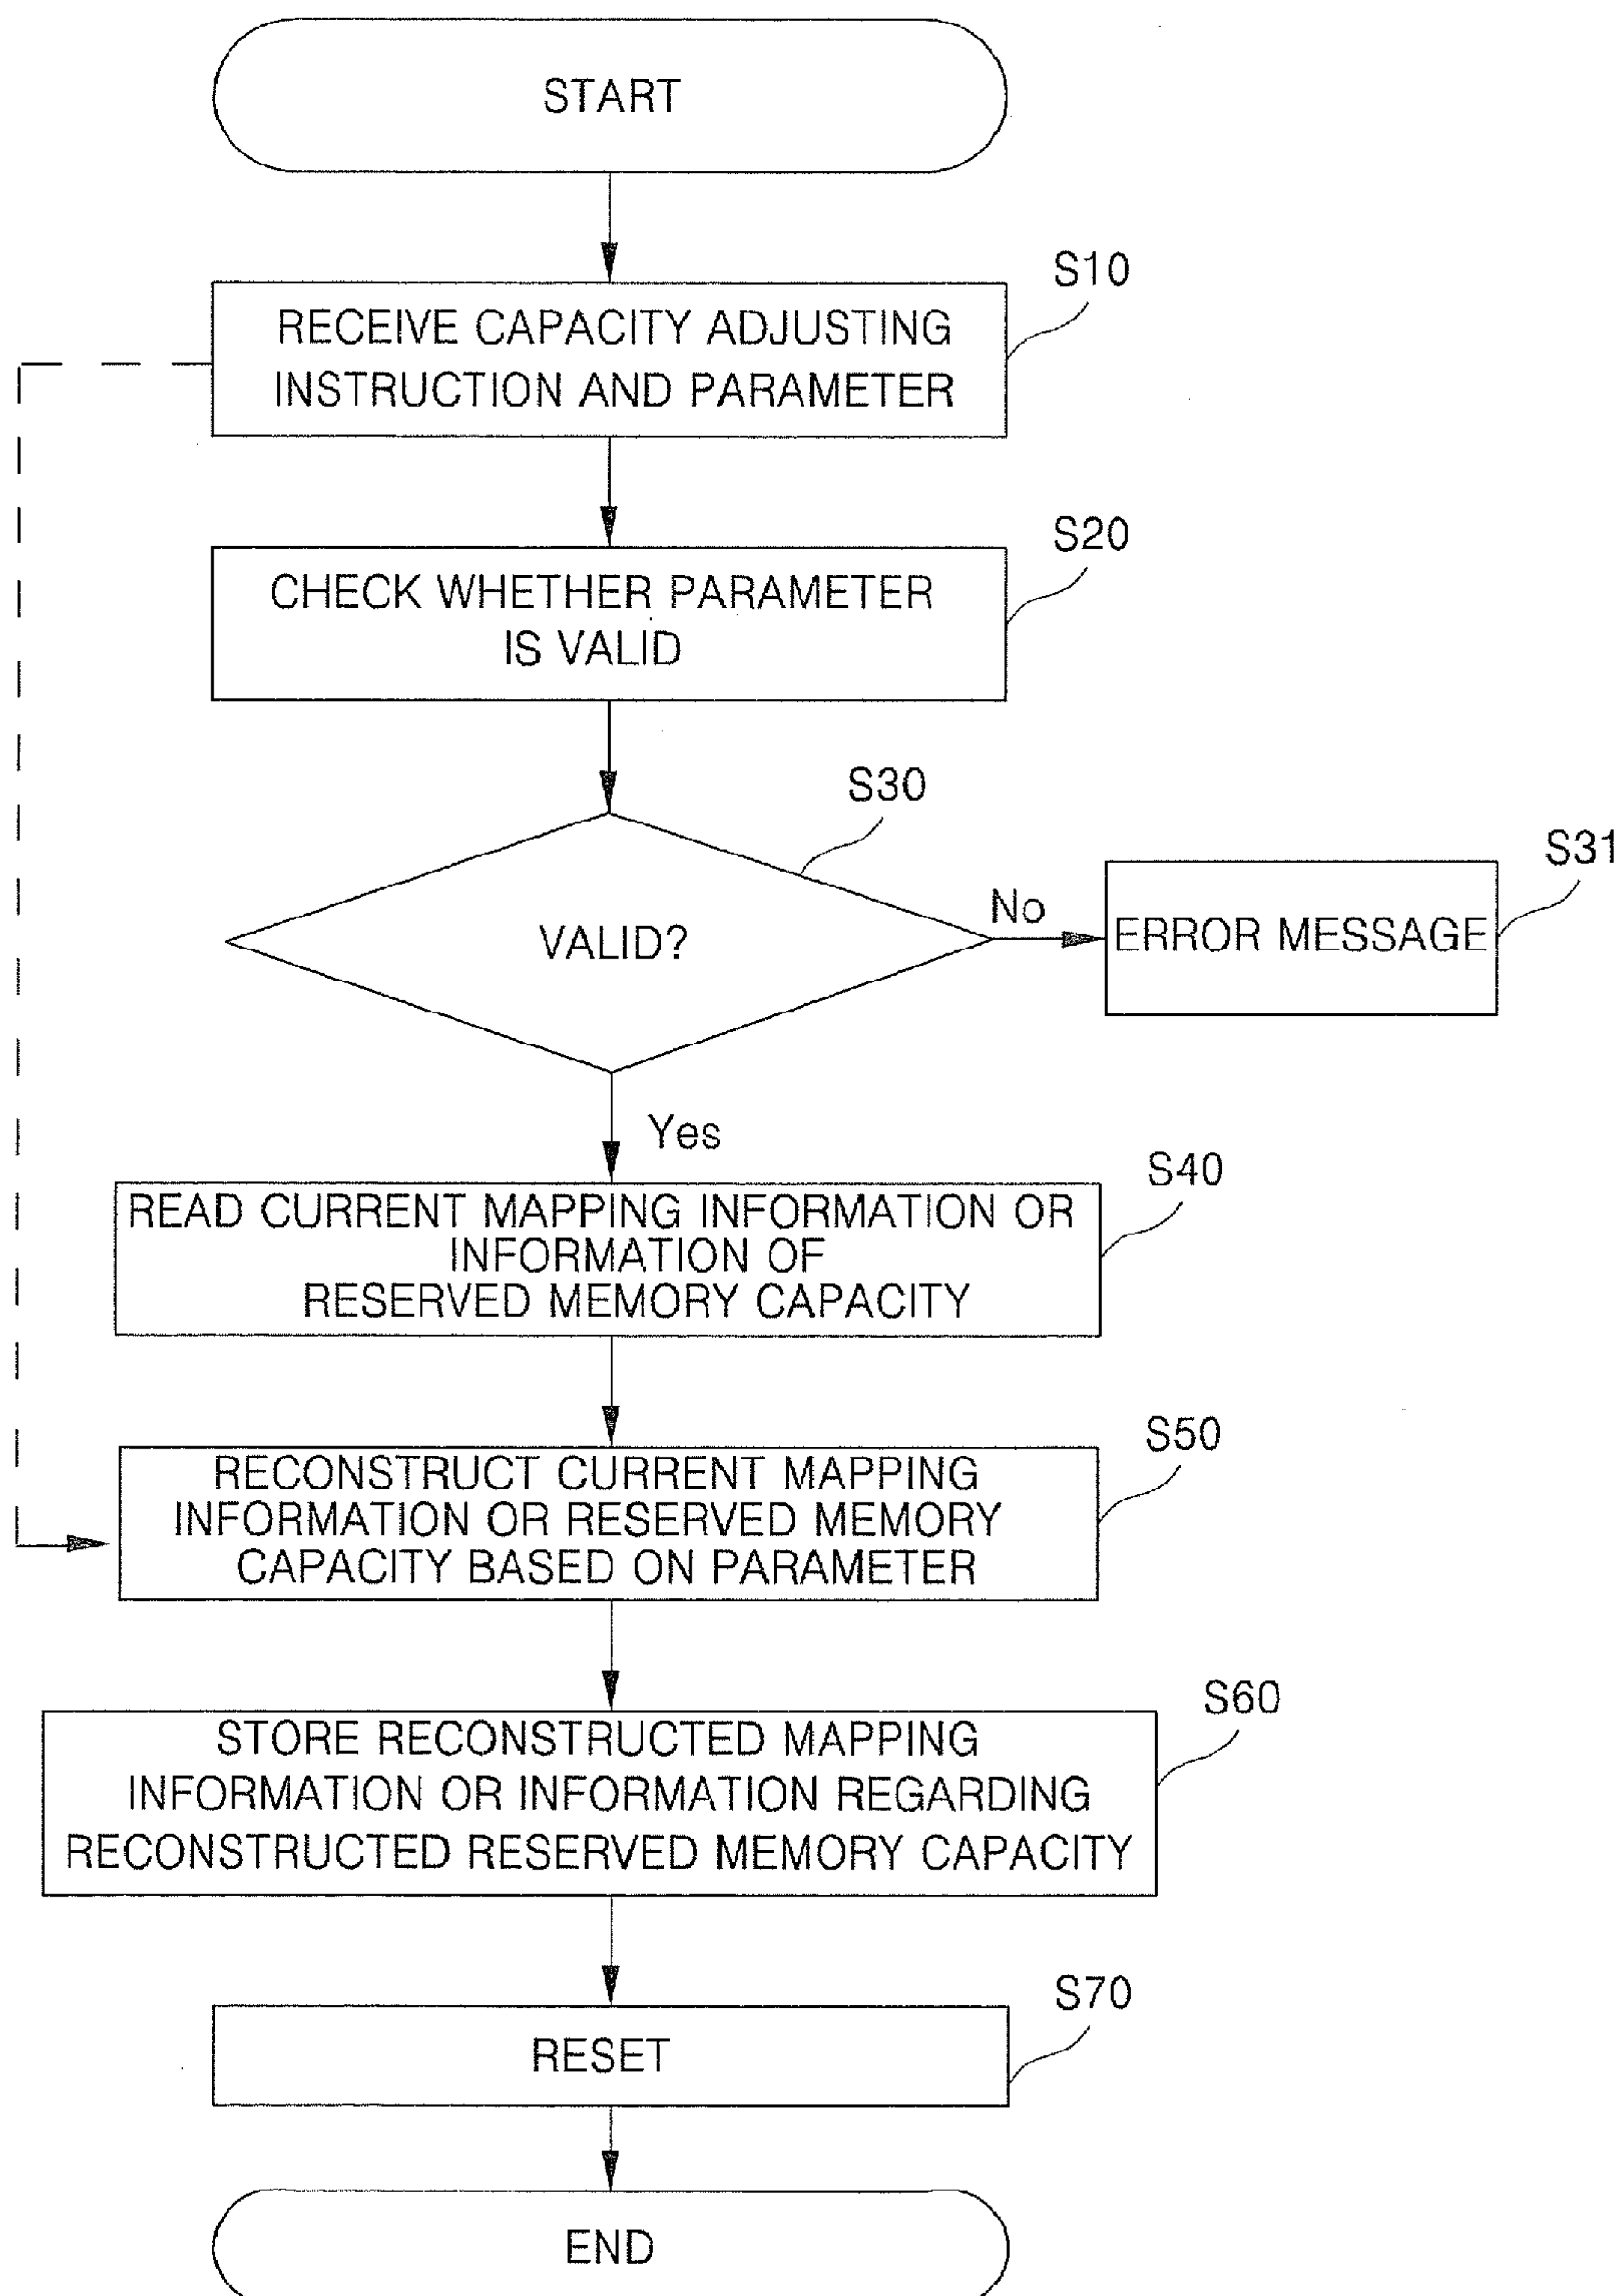 START
S10
RECEIVE CAPACITY ADJUSTING
INSTRUCTION AND PARAMETER
S20
CHECK WHETHER PARAMETER
IS VALID
S30
S31
No
VALID?
ERROR MESSAGE
Yes
S40
READ CURRENT MAPPING INFORMATION OR
INFORMATION OF
RESERVED MEMORY CAPACITY
S50
RECONSTRUCT CURRENT MAPPING
INFORMATION OR RESERVED MEMORY
CAPACITY BASED ON PARAMETER
S60
STORE RECONSTRUCTED MAPPING
INFORMATION OR INFORMATION REGARDING
RECONSTRUCTED RESERVED MEMORY CAPACITY
S70
RESET
END